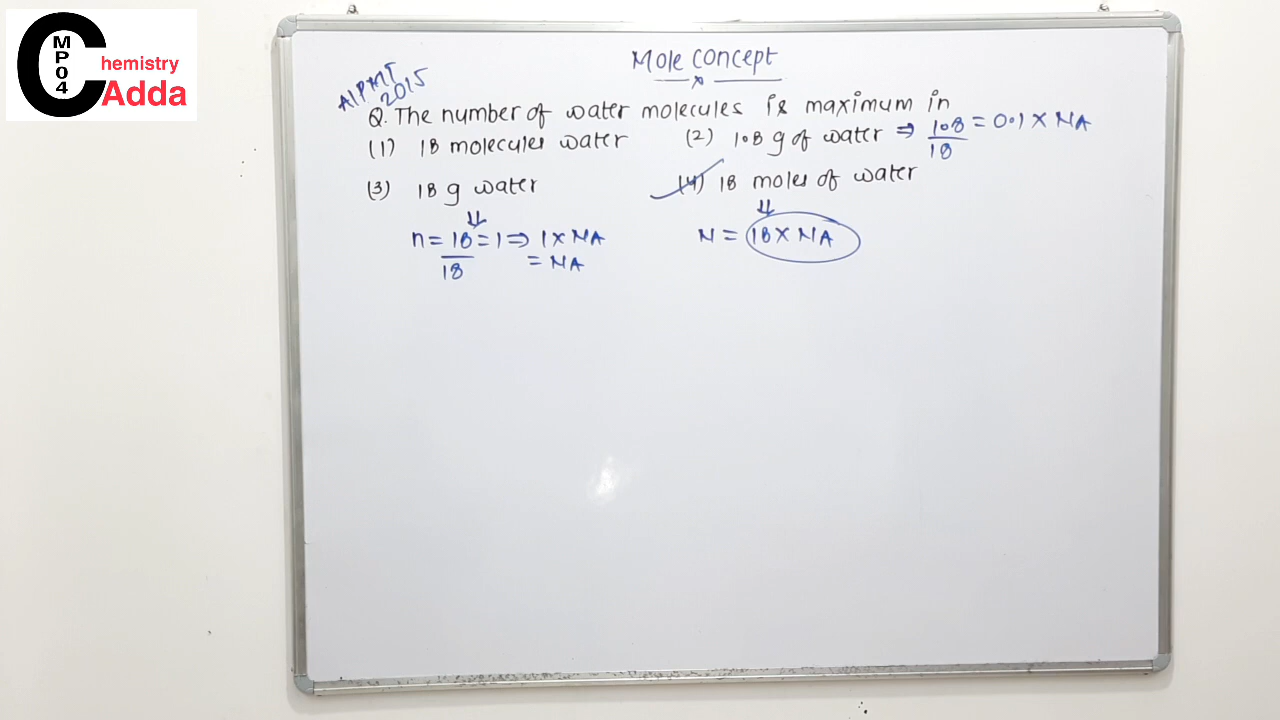 C MP04 hemistry Adda
Mole Concept
AIPMT 2015
Q. The number of water molecules is maximum in
(1) 18 molecules water (2) 1.8 g of water ⇒ 1.8/18 = 0.1 × NA
(3) 18 g water (4) 18 moles of water
⇓ ⇓
n = 18/18 = 1 ⇒ 1 × NA N = 18 × NA
= NA